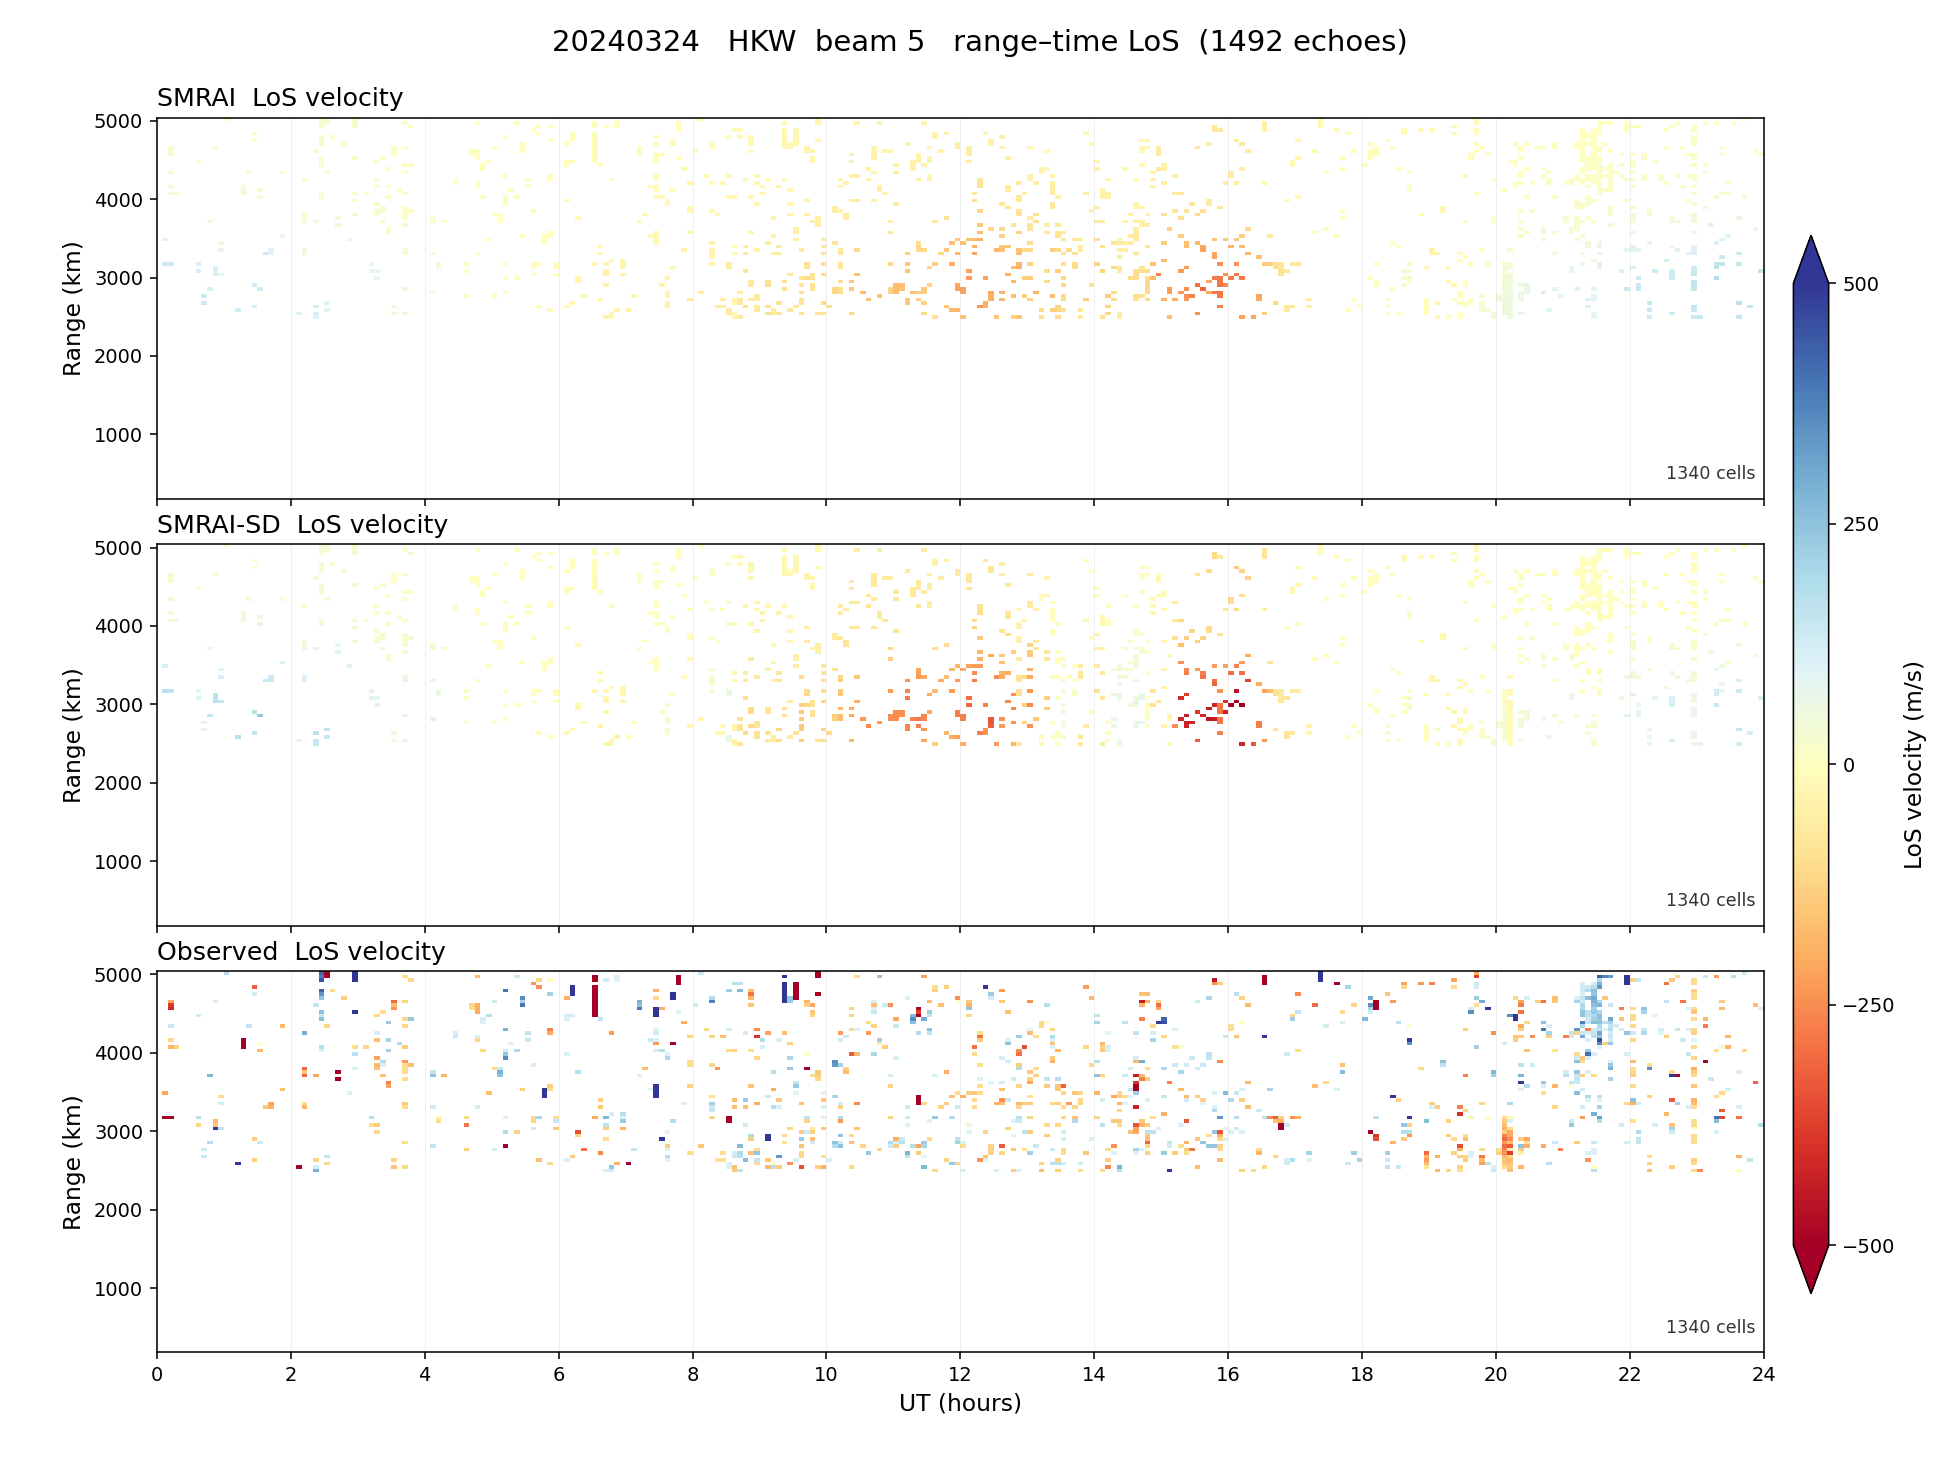 20240324   HKW  beam 5   range–time LoS  (1492 echoes)
SMRAI  LoS velocity
5000
4000
3000
2000
1000
Range (km)
1340 cells
SMRAI-SD  LoS velocity
5000
4000
3000
2000
1000
Range (km)
1340 cells
Observed  LoS velocity
5000
4000
3000
2000
1000
Range (km)
1340 cells
0 2 4 6 8 10 12 14 16 18 20 22 24
UT (hours)
500
250
0
−250
−500
LoS velocity (m/s)